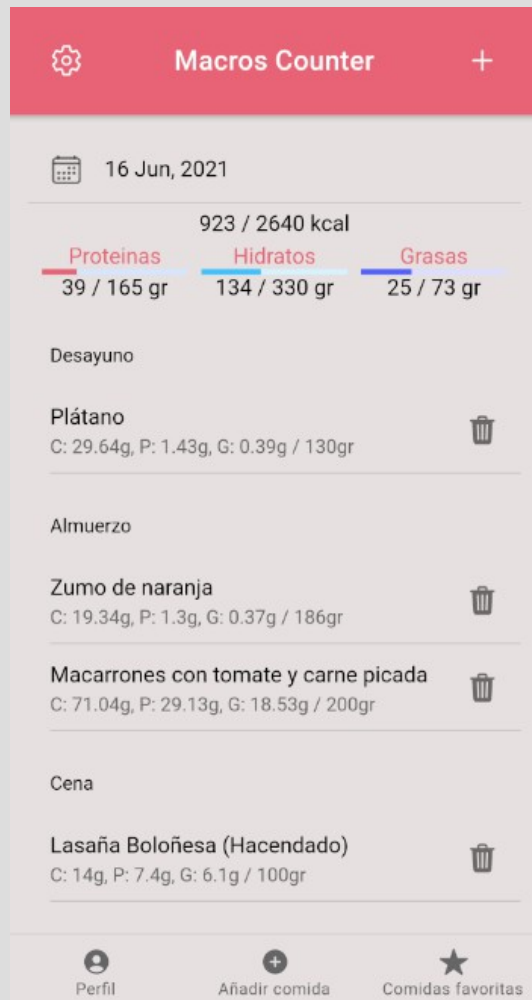 Macros Counter
16 Jun, 2021
923 / 2640 kcal
Proteinas Hidratos Grasas
39 / 165 gr 134 / 330 gr 25 / 73 gr
Desayuno
Plátano
C: 29.64g, P: 1.43g, G: 0.39g / 130gr
Almuerzo
Zumo de naranja
C: 19.34g, P: 1.3g, G: 0.37g / 186gr
Macarrones con tomate y carne picada
C: 71.04g, P: 29.13g, G: 18.53g / 200gr
Cena
Lasaña Boloñesa (Hacendado)
C: 14g, P: 7.4g, G: 6.1g / 100gr
Perfil Añadir comida Comidas favoritas